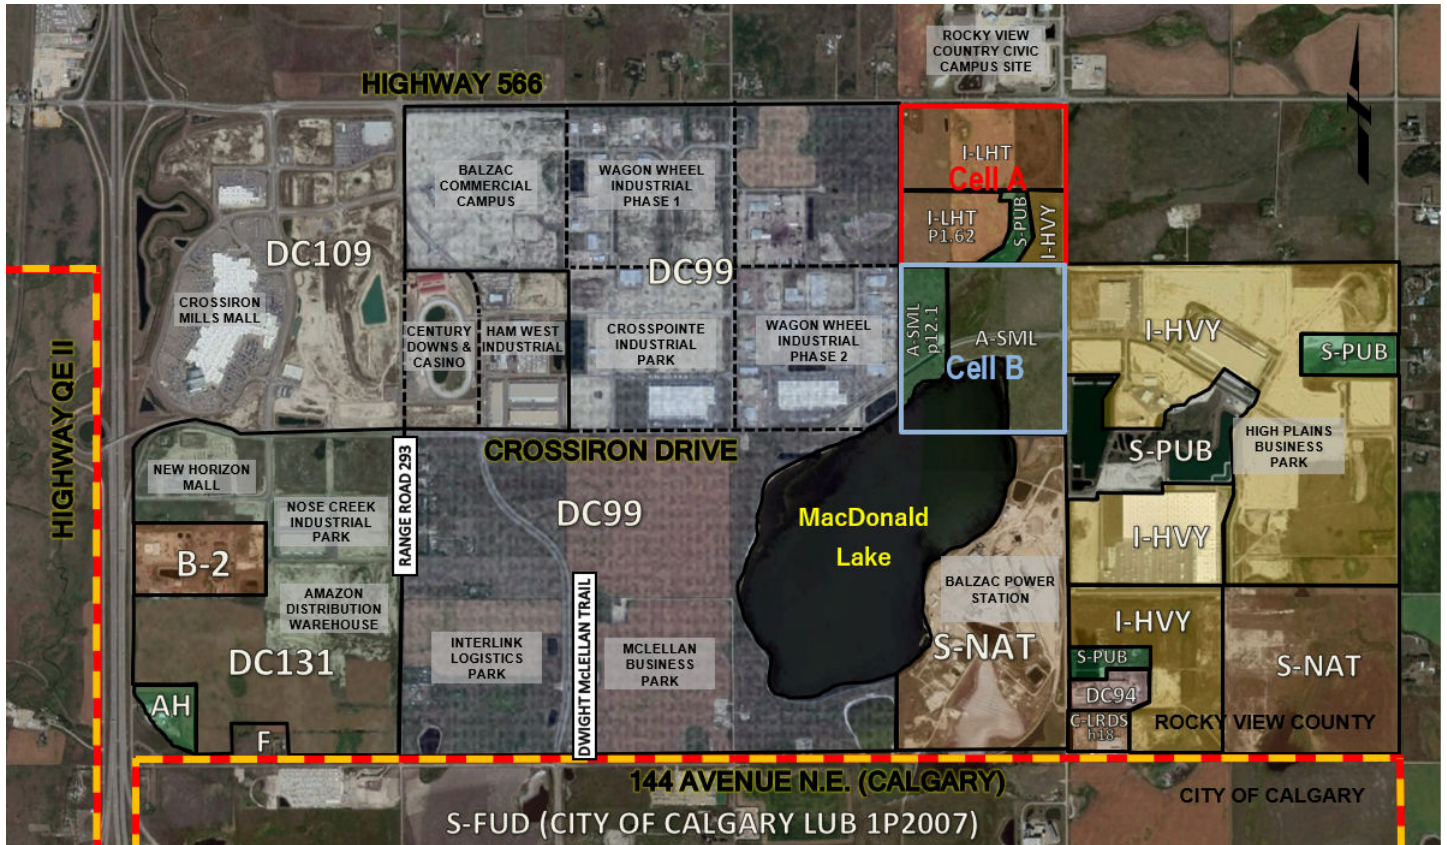 ROCKY VIEW
COUNTRY CIVIC
CAMPUS SITE
HIGHWAY 566
I-LHT
Cell A
I-LHT
P1.62
S-PUB
I-HVY
BALZAC
COMMERCIAL
CAMPUS
WAGON WHEEL
INDUSTRIAL
PHASE 1
DC109
DC99
CROSSIRON
MILLS MALL
CENTURY
DOWNS &
CASINO
HAM WEST
INDUSTRIAL
CROSSPOINTE
INDUSTRIAL
PARK
WAGON WHEEL
INDUSTRIAL
PHASE 2
A-SML
p12.1
A-SML
Cell B
I-HVY
S-PUB
S-PUB
HIGH PLAINS
BUSINESS
PARK
I-HVY
HIGHWAY QE II
RANGE ROAD 293
CROSSIRON DRIVE
NEW HORIZON
MALL
NOSE CREEK
INDUSTRIAL
PARK
DC99
MacDonald
Lake
B-2
AMAZON
DISTRIBUTION
WAREHOUSE
BALZAC POWER
STATION
S-NAT
DC131
INTERLINK
LOGISTICS
PARK
DWIGHT McLELLAN TRAIL
MCLELLAN
BUSINESS
PARK
I-HVY
S-PUB
DC94
C-LRDS
h18
S-NAT
AH
F
ROCKY VIEW COUNTY
144 AVENUE N.E. (CALGARY)
CITY OF CALGARY
S-FUD (CITY OF CALGARY LUB 1P2007)